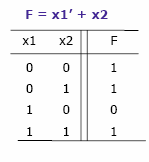 F = x1′ + x2
x1 x2 F
0 0 1
0 1 1
1 0 0
1 1 1